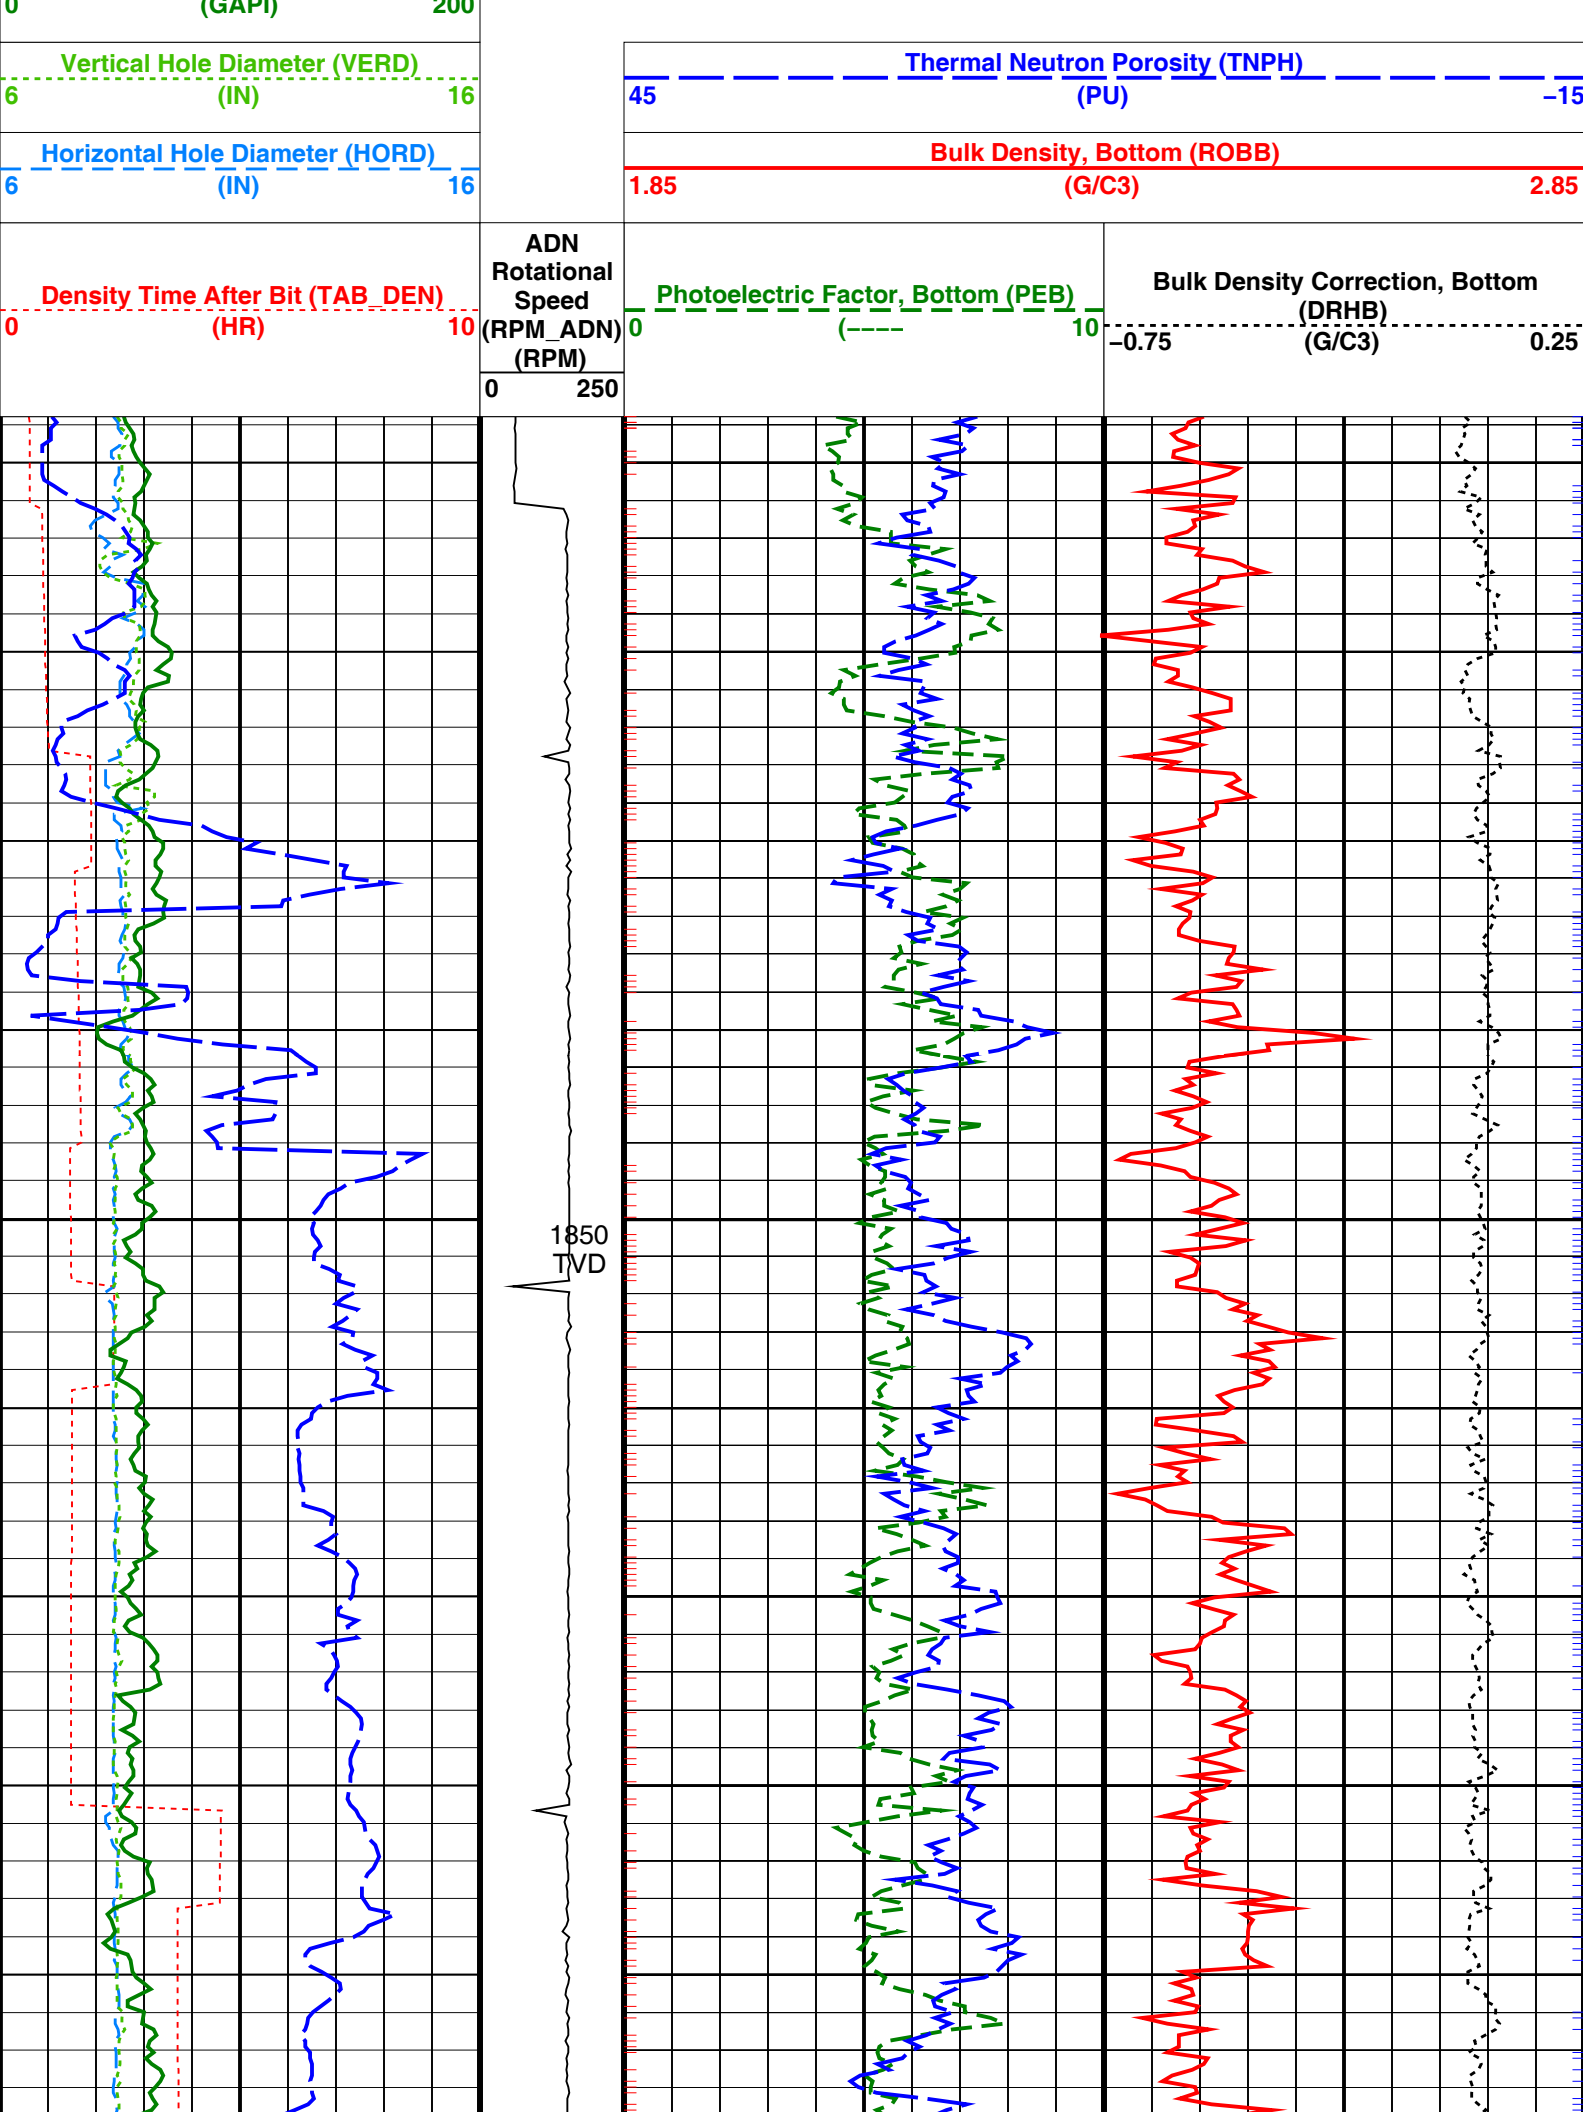 0 (GAPI) 200
Vertical Hole Diameter (VERD)
6 (IN) 16
Thermal Neutron Porosity (TNPH)
45 (PU) −15
Horizontal Hole Diameter (HORD)
6 (IN) 16
Bulk Density, Bottom (ROBB)
1.85 (G/C3) 2.85
Density Time After Bit (TAB_DEN)
0 (HR) 10
ADN
Rotational
Speed
(RPM_ADN)
(RPM)
0 250
Photoelectric Factor, Bottom (PEB)
0 (---- 10
Bulk Density Correction, Bottom
(DRHB)
−0.75 (G/C3) 0.25
1850
TVD